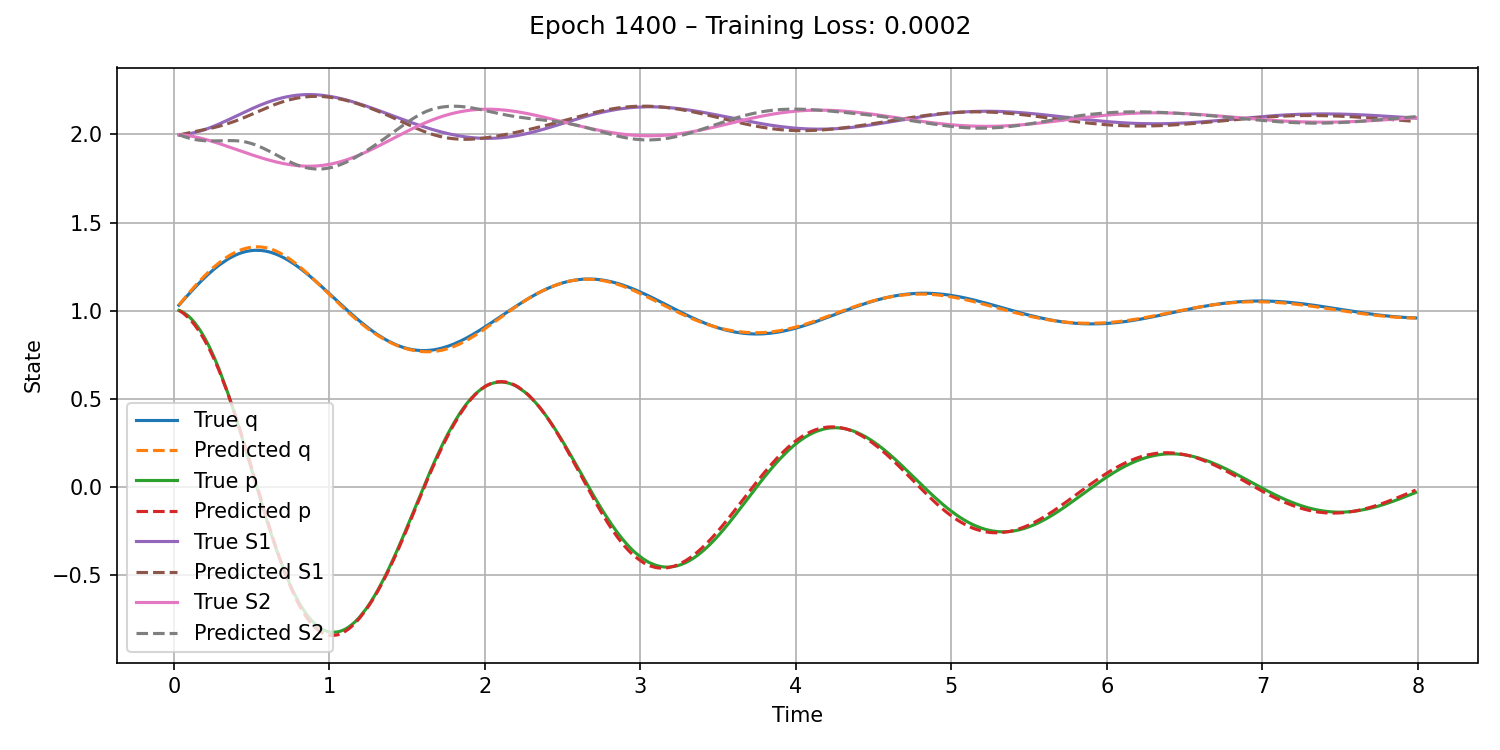 Epoch 1400 – Training Loss: 0.0002
State
2.0
1.5
1.0
0.5
0.0
−0.5
True q
Predicted q
True p
Predicted p
True S1
Predicted S1
True S2
Predicted S2
0 1 2 3 4 5 6 7 8
Time